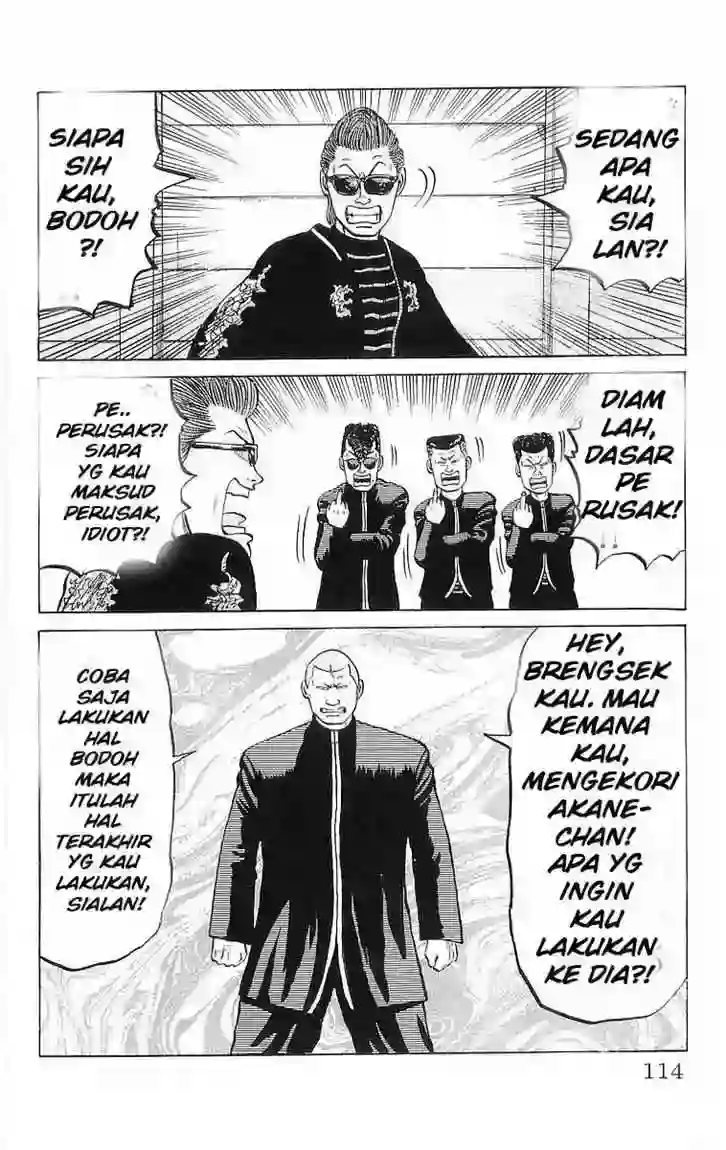 SEDANG
APA
KAU,
SIA
LAN?!
SIAPA
SIH
KAU,
BODOH
?!
DIAM
LAH,
DASAR
PE
RUSAK!
PE..
PERUSAK?!
SIAPA
YG KAU
MAKSUD
PERUSAK,
IDIOT?!
HEY,
BRENGSEK
KAU. MAU
KEMANA
KAU,
MENGEKORI
AKANE-
CHAN!
APA YG
INGIN
KAU
LAKUKAN
KE DIA?!
COBA
SAJA
LAKUKAN
HAL
BODOH
MAKA
ITULAH
HAL
TERAKHIR
YG KAU
LAKUKAN,
SIALAN!
114